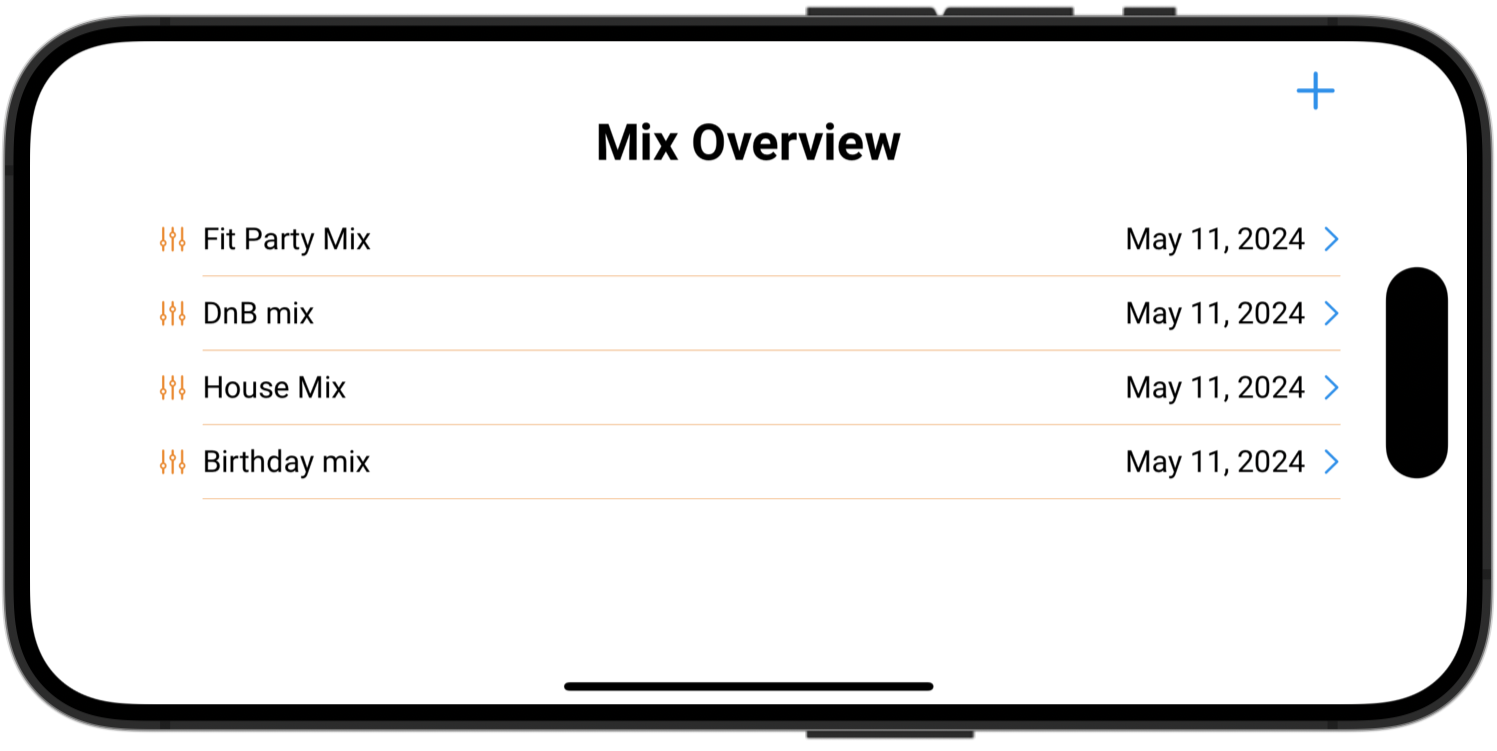 Mix Overview
Fit Party Mix May 11, 2024
DnB mix May 11, 2024
House Mix May 11, 2024
Birthday mix May 11, 2024